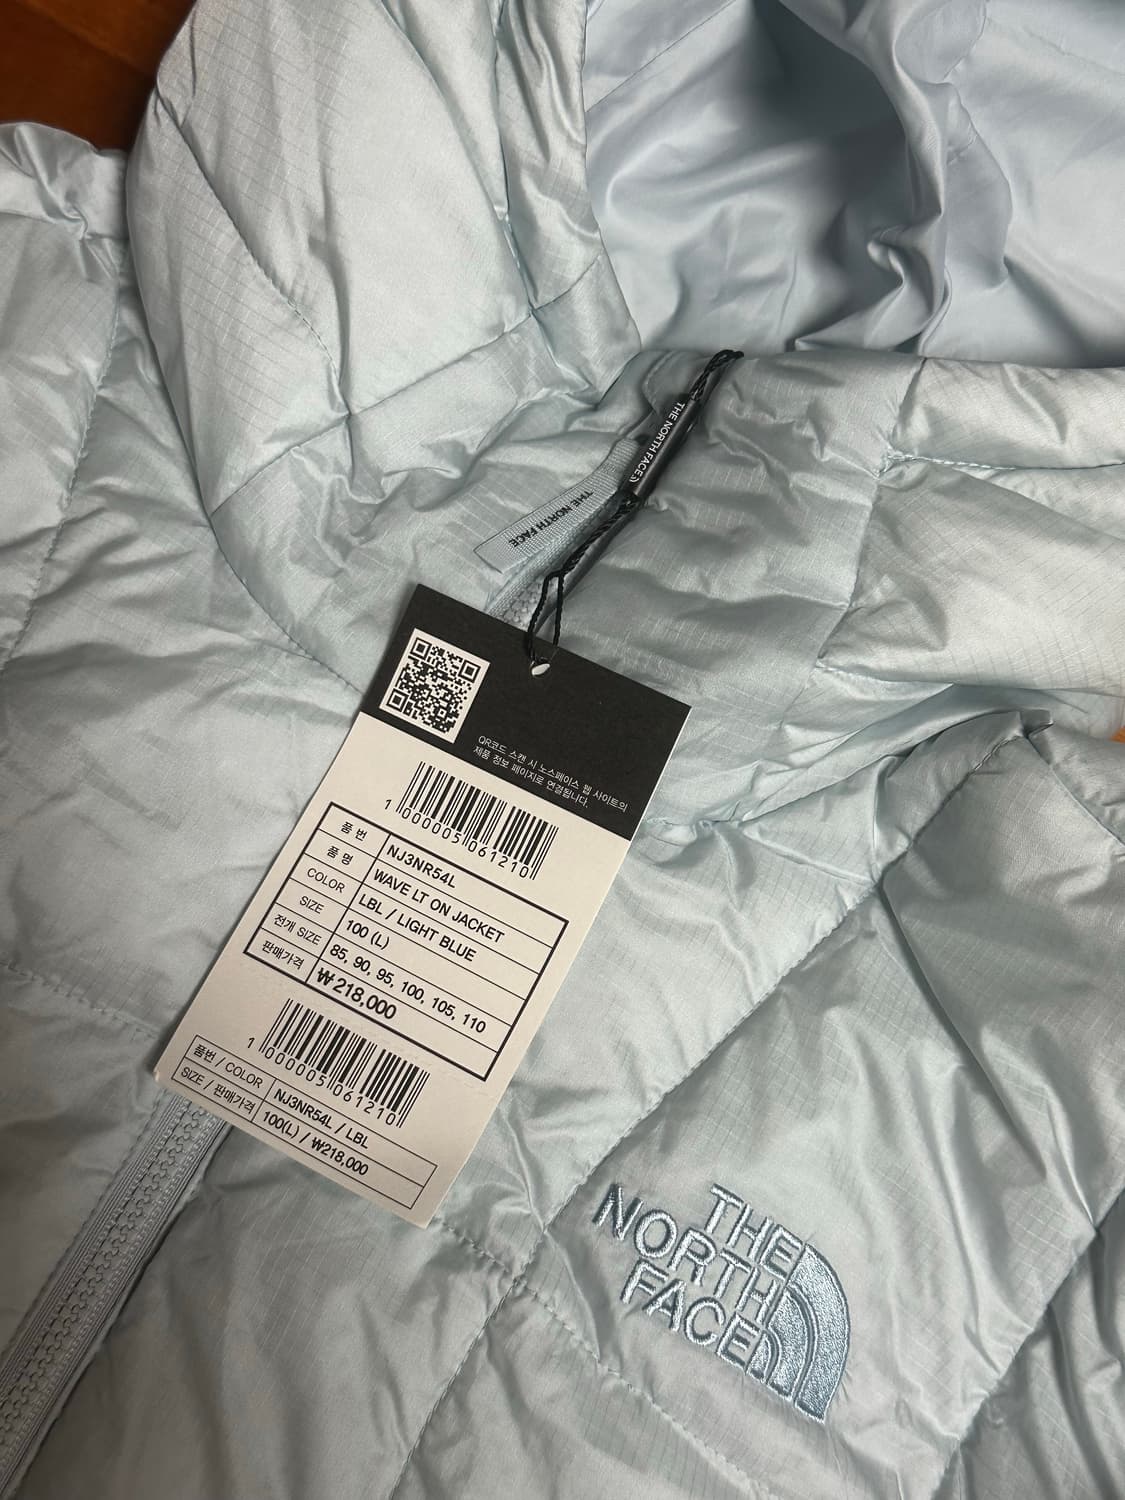 THE NORTH FACE
THE NORTH FACE
QR코드 스캔 시 노스페이스 웹 사이트의
제품 정보 페이지로 연결됩니다.
1 000005 061210
품 번 NJ3NR54L
품 명 WAVE LT ON JACKET
COLOR LBL / LIGHT BLUE
SIZE 100 (L)
전개 SIZE 85, 90, 95, 100, 105, 110
판매가격 ₩218,000
1 000005 061210
품번 / COLOR NJ3NR54L / LBL
SIZE / 판매가격 100(L) / ₩218,000
THE
NORTH
FACE